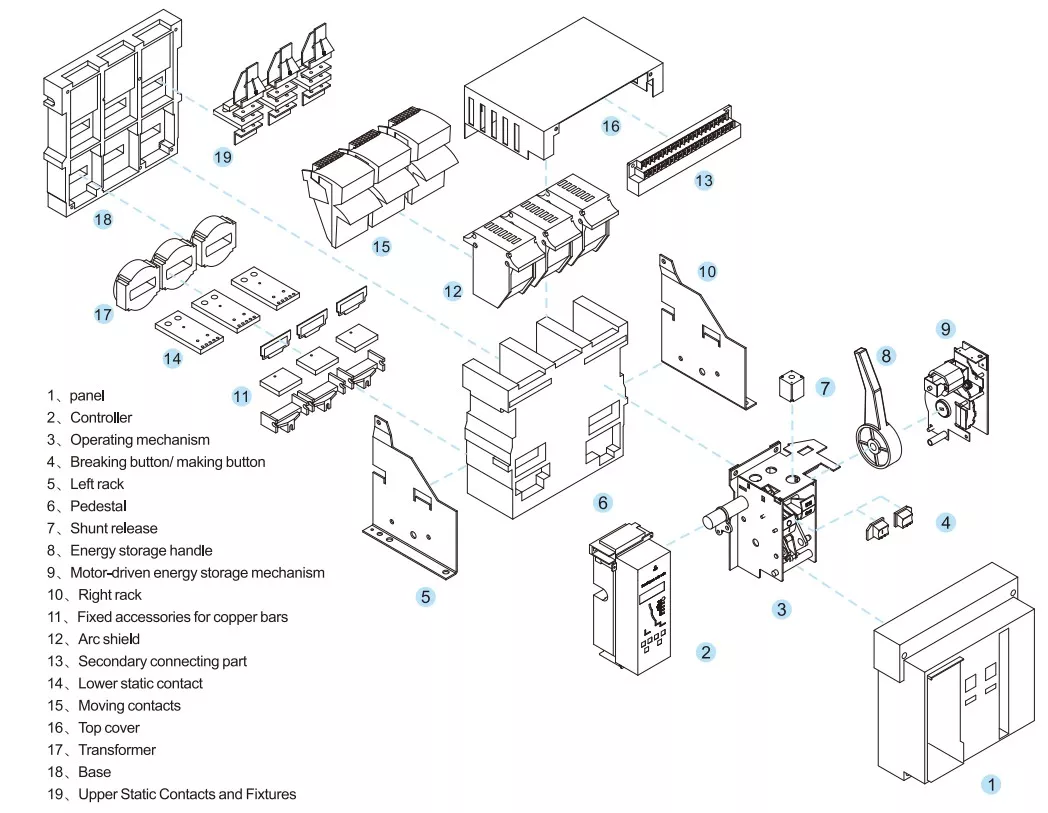 16
13
19
18
15
10
12
17
14
9
8
7
11
6
4
5
3
2
1
1、panel
2、Controller
3、Operating mechanism
4、Breaking button/ making button
5、Left rack
6、Pedestal
7、Shunt release
8、Energy storage handle
9、Motor-driven energy storage mechanism
10、Right rack
11、Fixed accessories for copper bars
12、Arc shield
13、Secondary connecting part
14、Lower static contact
15、Moving contacts
16、Top cover
17、Transformer
18、Base
19、Upper Static Contacts and Fixtures